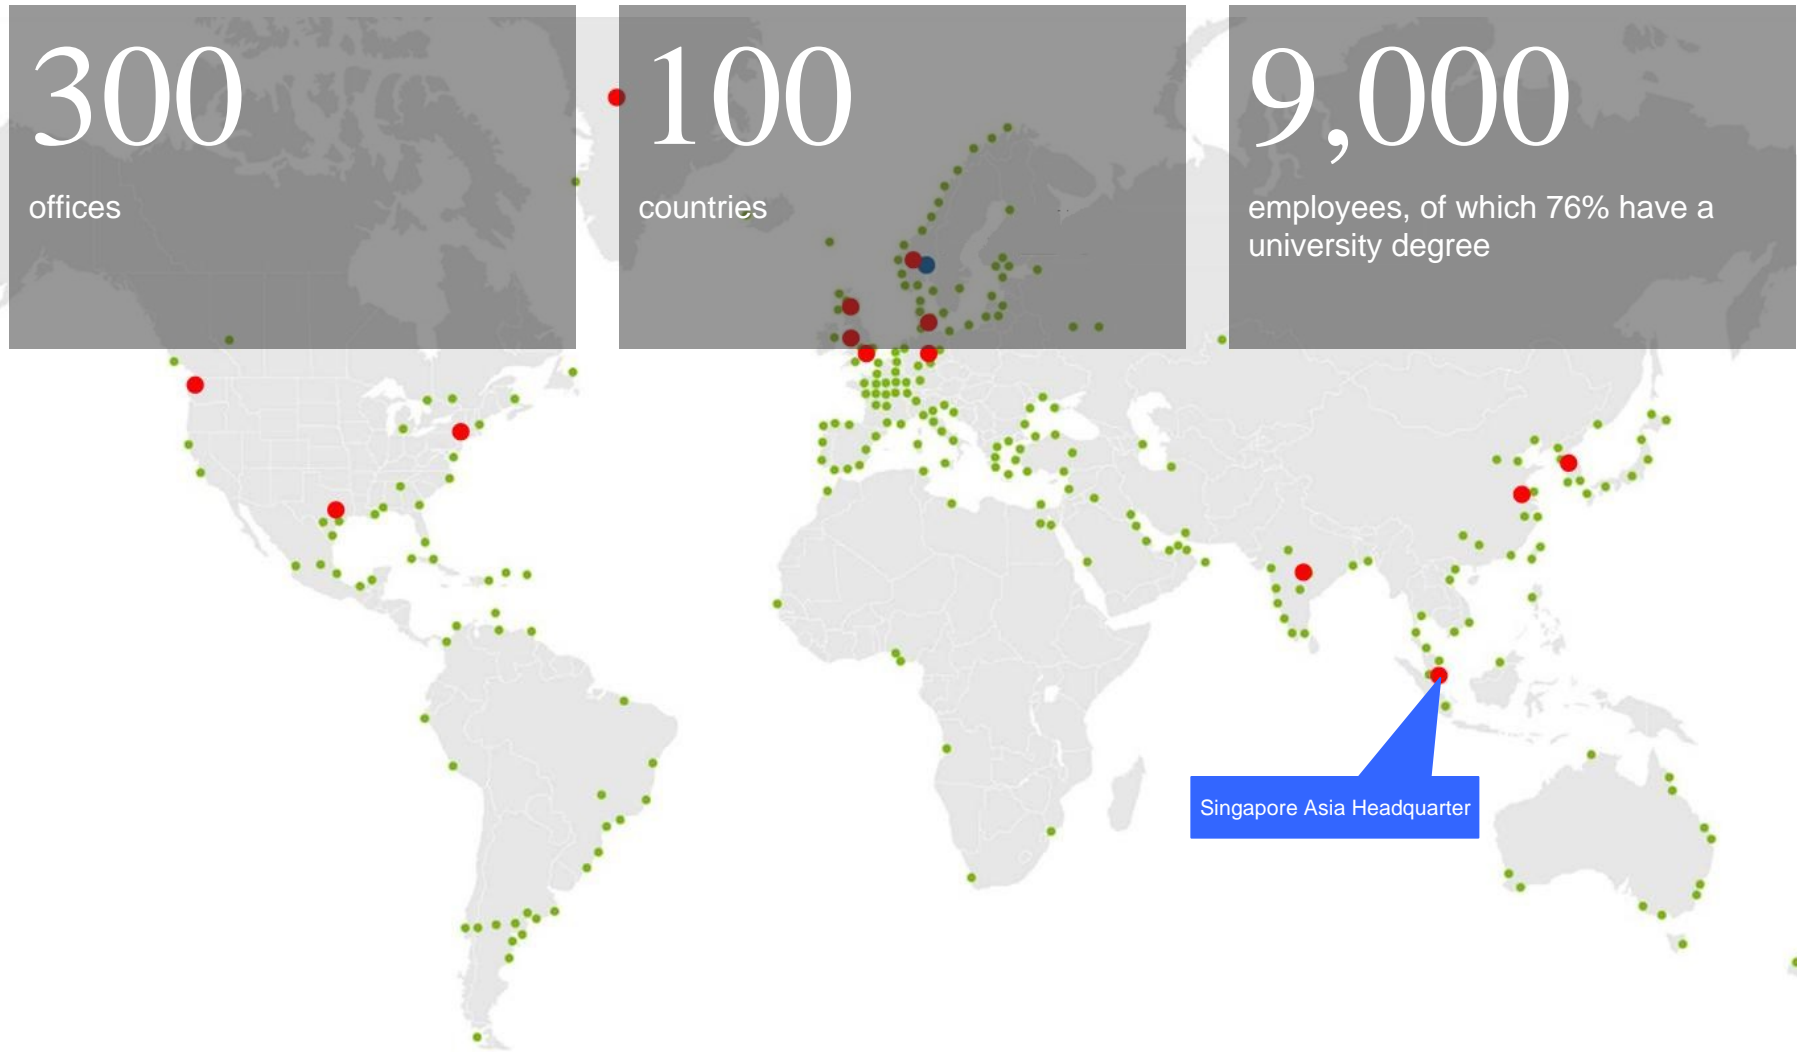 300
offices
100
countries
9,000
employees, of which 76% have a
university degree
Singapore Asia Headquarter